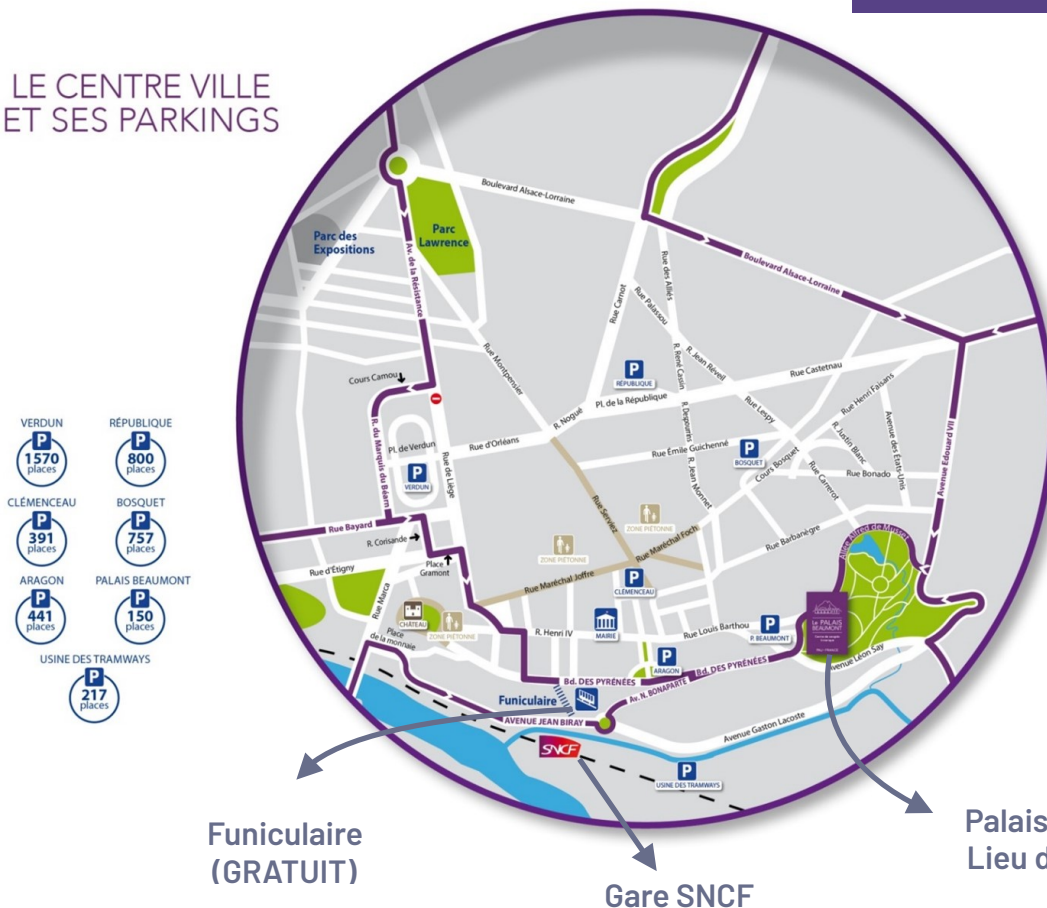 LE CENTRE VILLE
ET SES PARKINGS
VERDUN
P
1570
places
RÉPUBLIQUE
P
800
places
CLÉMENCEAU
P
391
places
BOSQUET
P
757
places
ARAGON
P
441
places
PALAIS BEAUMONT
P
150
places
USINE DES TRAMWAYS
P
217
places
Boulevard Alsace-Lorraine
Parc des
Expositions
Parc
Lawrence
Av. de la Résistance
Boulevard Alsace-Lorraine
Rue des Alliés
Rue Carnot
Rue Palassou
Rue Montpensier
R. René Cassin
R. Jean Réveil
Rue Castetnau
Cours Camou
P
RÉPUBLIQUE
Pl. de la République
Rue Henri Faisans
R. du Marquis du Béarn
R. Nogué
R. Despourins
Rue Lespy
Pl. de Verdun
Rue d'Orléans
P
VERDUN
Rue de Liège
Rue Émile Guichenné
P
BOSQUET
Cours Bosquet
R. Justin Blanc
Avenue des États-Unis
Avenue Edouard VII
R. Jean Monnet
Rue Carrerot
Rue Bonado
Rue Serviez
ZONE PIÉTONNE
Rue Bayard
R. Corisande
Rue Maréchal Foch
Rue Barbanègre
Allée Alfred de Musset
ZONE PIÉTONNE
Rue d'Étigny
Place
Gramont
Rue Maréchal Joffre
P
CLÉMENCEAU
Rue Marca
CHÂTEAU
ZONE PIÉTONNE
Place
de la monnaie
R. Henri IV
MAIRIE
Rue Louis Barthou
P
P. BEAUMONT
Le PALAIS
BEAUMONT
P
ARAGON
Avenue Léon Say
Bd. DES PYRÉNÉES
Bd. DES PYRÉNÉES
Funiculaire
Av. N. BONAPARTE
AVENUE JEAN BIRAY
Avenue Gaston Lacoste
SNCF
P
USINE DES TRAMWAYS
Funiculaire
(GRATUIT)
Gare SNCF
Palais
Lieu d